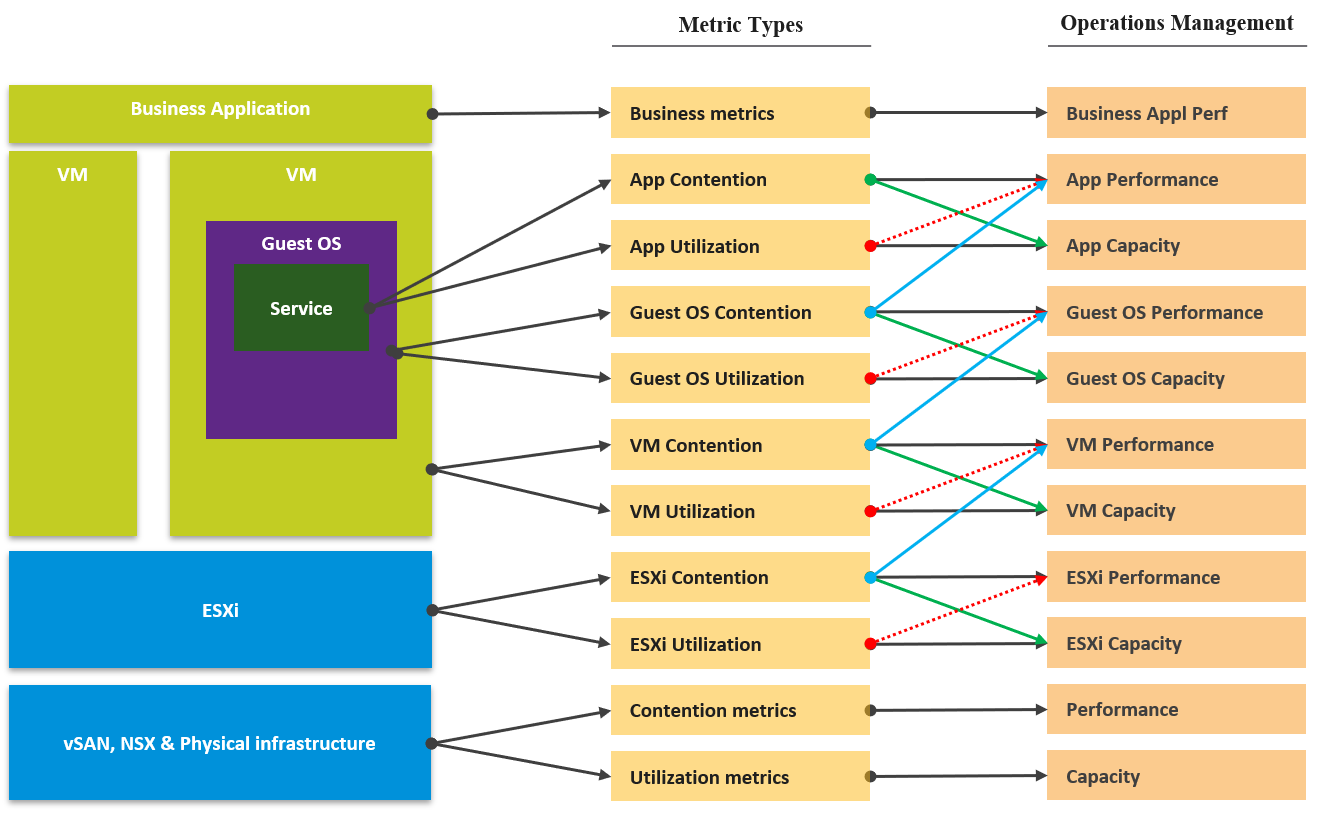 Metric Types
Operations Management
Business Application
Business metrics
Business Appl Perf
VM
VM
App Contention
App Performance
Guest OS
App Utilization
App Capacity
Service
Guest OS Contention
Guest OS Performance
Guest OS Utilization
Guest OS Capacity
VM Contention
VM Performance
VM Utilization
VM Capacity
ESXi
ESXi Contention
ESXi Performance
ESXi Utilization
ESXi Capacity
vSAN, NSX & Physical infrastructure
Contention metrics
Performance
Utilization metrics
Capacity